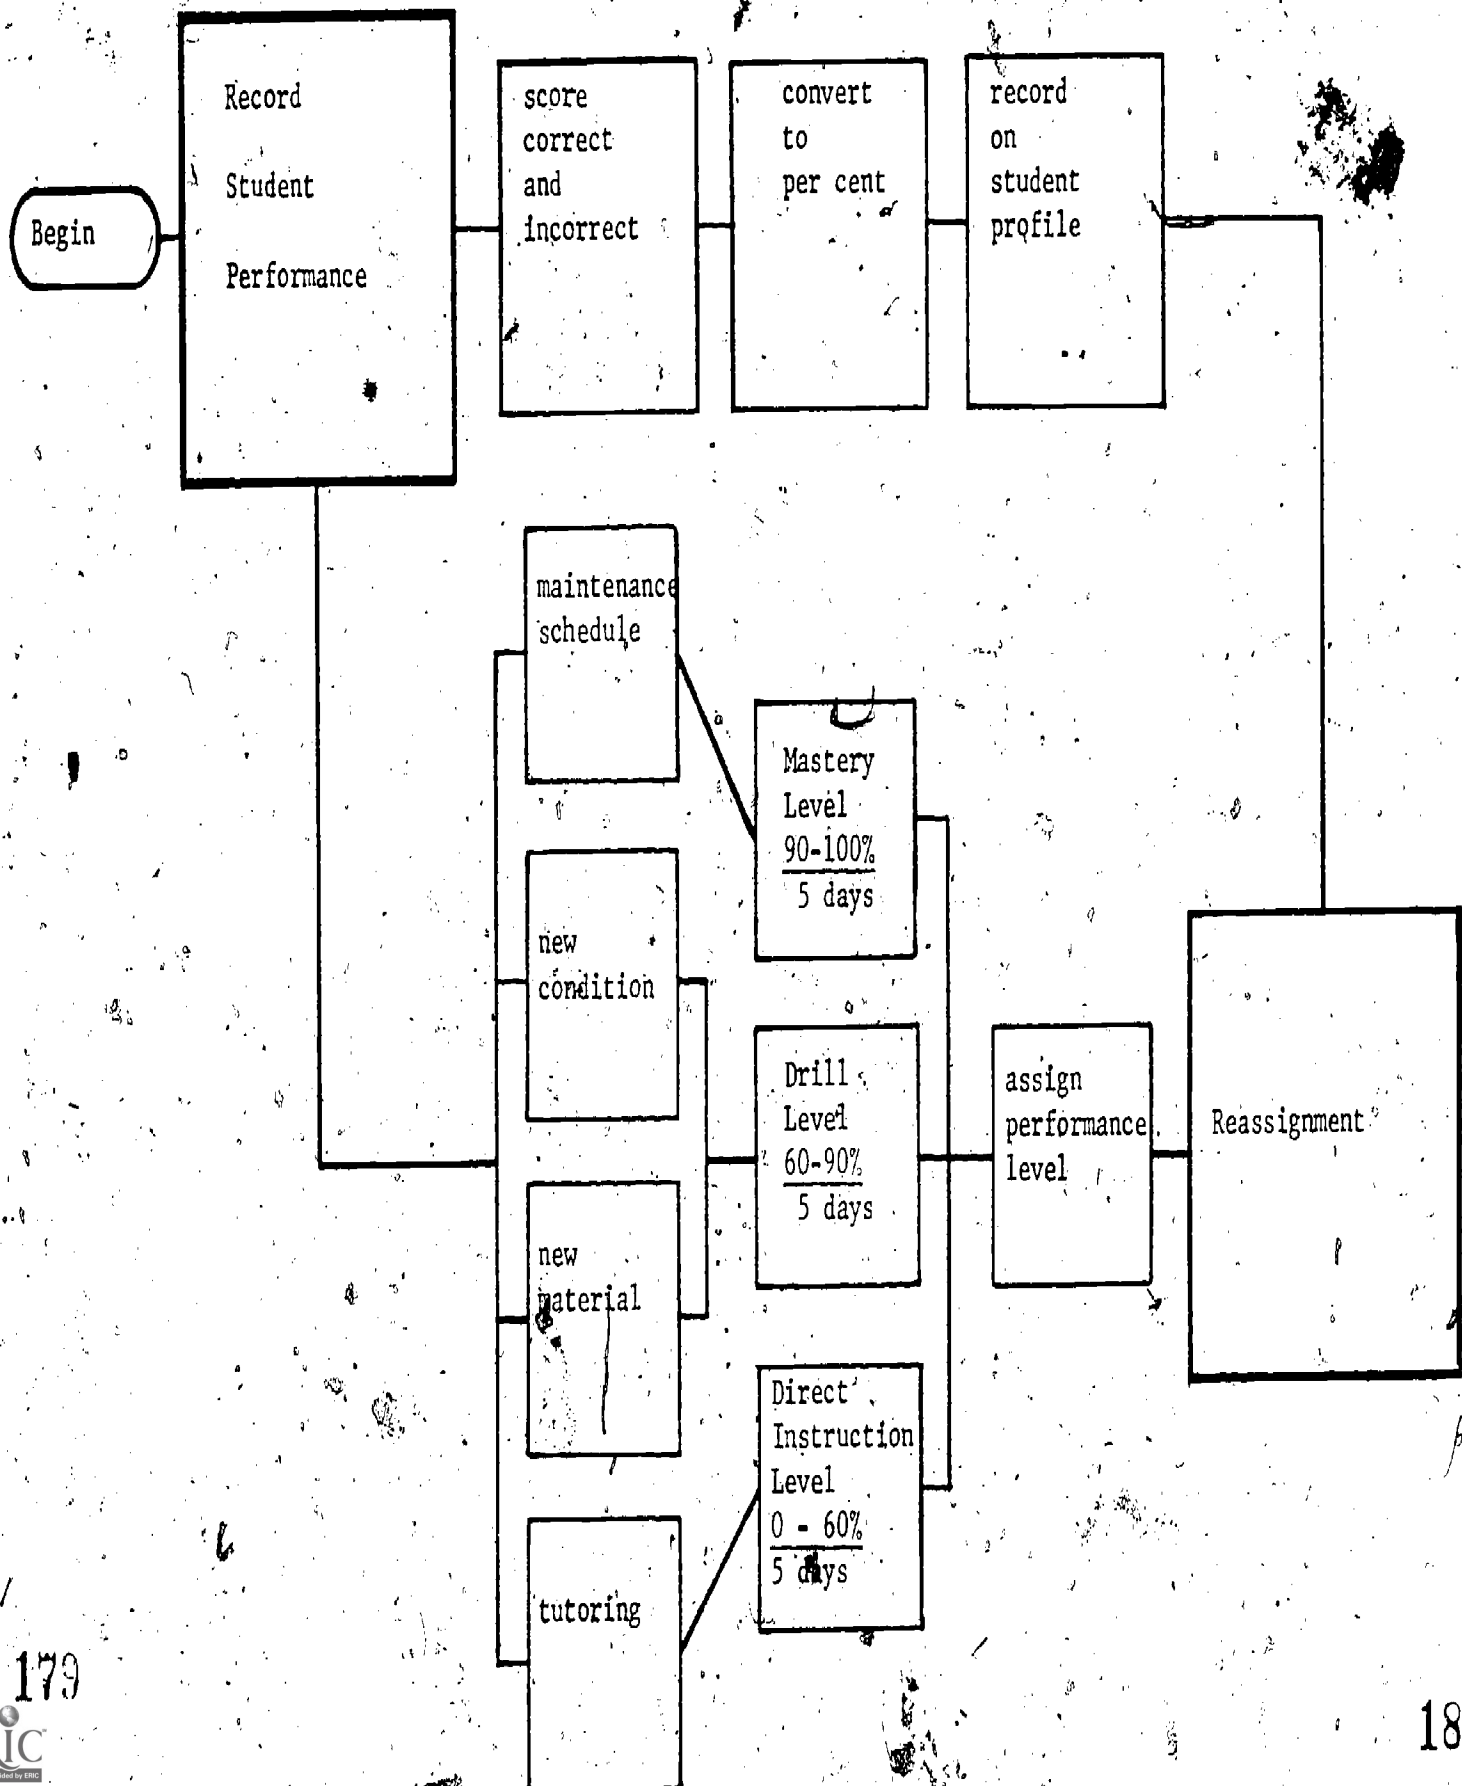 Begin
Record
Student
Performance
score
correct
and
incorrect
convert
to
per cent
record
on
student
profile
maintenance
schedule
new
condition
new
material
tutoring
Mastery
Level
90-100%
5 days
Drill
Level
60-90%
5 days
Direct
Instruction
Level
0 - 60%
5 days
assign
performance
level
Reassignment
179
18